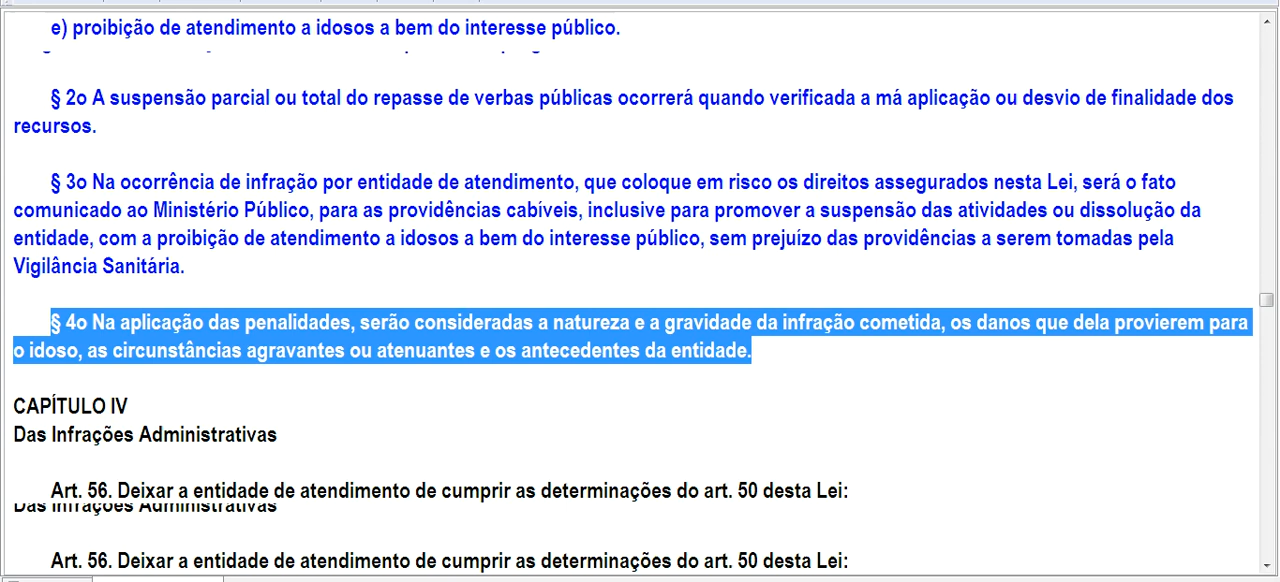 e) proibição de atendimento a idosos a bem do interesse público.
§ 2o A suspensão parcial ou total do repasse de verbas públicas ocorrerá quando verificada a má aplicação ou desvio de finalidade dos
recursos.
§ 3o Na ocorrência de infração por entidade de atendimento, que coloque em risco os direitos assegurados nesta Lei, será o fato
comunicado ao Ministério Público, para as providências cabíveis, inclusive para promover a suspensão das atividades ou dissolução da
entidade, com a proibição de atendimento a idosos a bem do interesse público, sem prejuízo das providências a serem tomadas pela
Vigilância Sanitária.
§ 4o Na aplicação das penalidades, serão consideradas a natureza e a gravidade da infração cometida, os danos que dela provierem para
o idoso, as circunstâncias agravantes ou atenuantes e os antecedentes da entidade.
CAPÍTULO IV
Das Infrações Administrativas
Art. 56. Deixar a entidade de atendimento de cumprir as determinações do art. 50 desta Lei:
Das Infrações Administrativas
Art. 56. Deixar a entidade de atendimento de cumprir as determinações do art. 50 desta Lei: